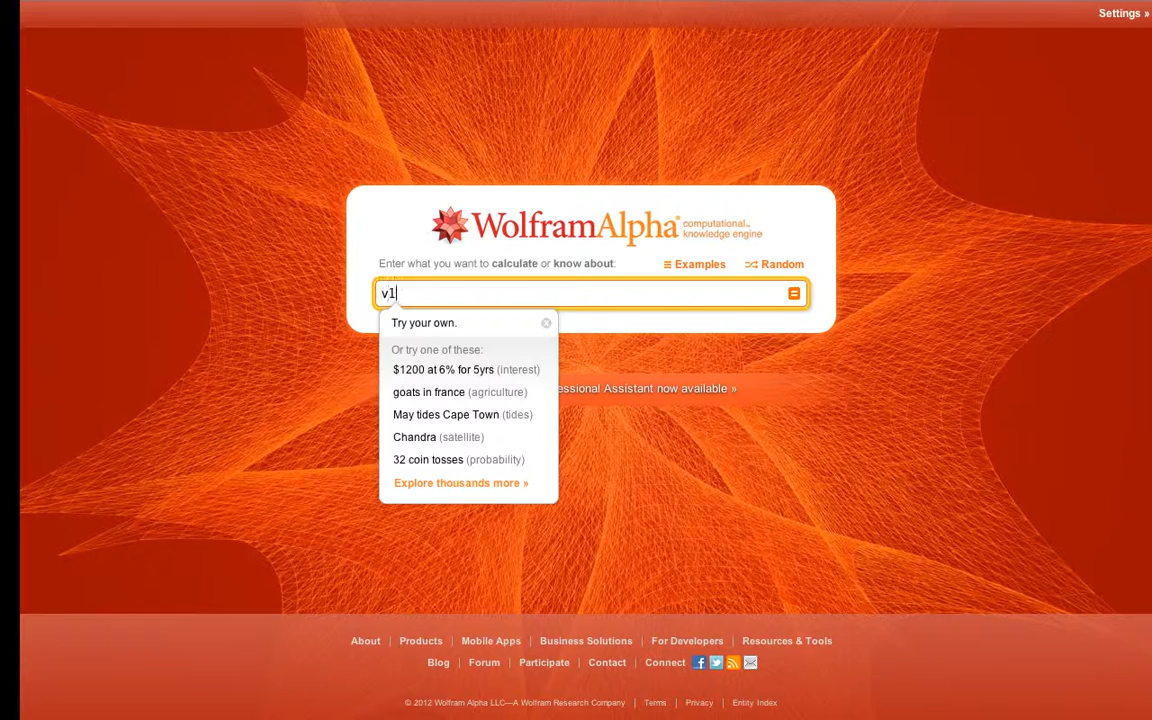 Settings »
WolframAlpha® computational™ knowledge engine
Enter what you want to calculate or know about:
Examples
Random
v1
Try your own.
Or try one of these:
$1200 at 6% for 5yrs (interest)
goats in france (agriculture)
May tides Cape Town (tides)
Chandra (satellite)
32 coin tosses (probability)
Explore thousands more »
essional Assistant now available »
About | Products | Mobile Apps | Business Solutions | For Developers | Resources & Tools
Blog | Forum | Participate | Contact | Connect
© 2012 Wolfram Alpha LLC—A Wolfram Research Company | Terms | Privacy | Entity Index